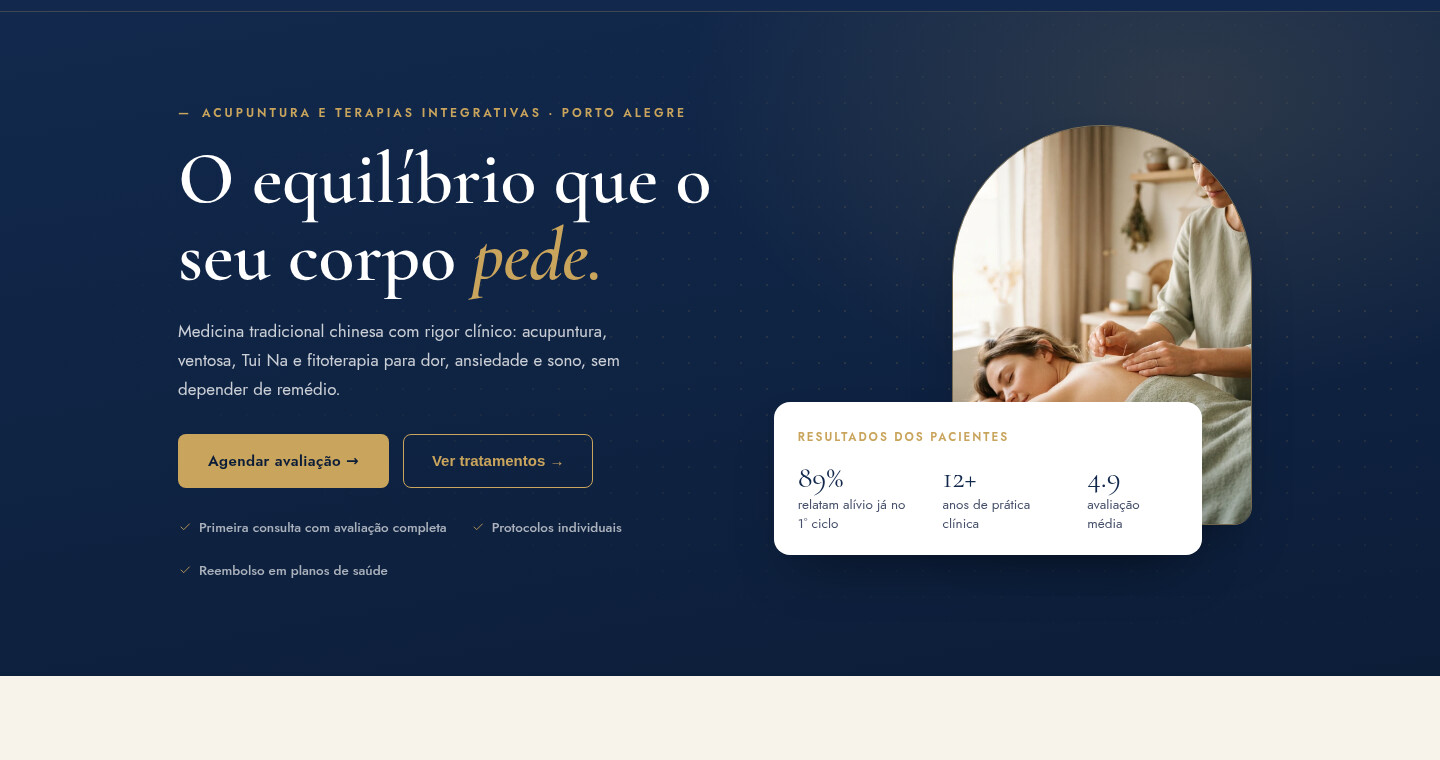 — ACUPUNTURA E TERAPIAS INTEGRATIVAS · PORTO ALEGRE
O equilíbrio que o
seu corpo pede.
Medicina tradicional chinesa com rigor clínico: acupuntura,
ventosa, Tui Na e fitoterapia para dor, ansiedade e sono, sem
depender de remédio.
Agendar avaliação →
Ver tratamentos →
✓ Primeira consulta com avaliação completa
✓ Protocolos individuais
✓ Reembolso em planos de saúde
RESULTADOS DOS PACIENTES
89%
relatam alívio já no
1º ciclo
12+
anos de prática
clínica
4.9
avaliação
média